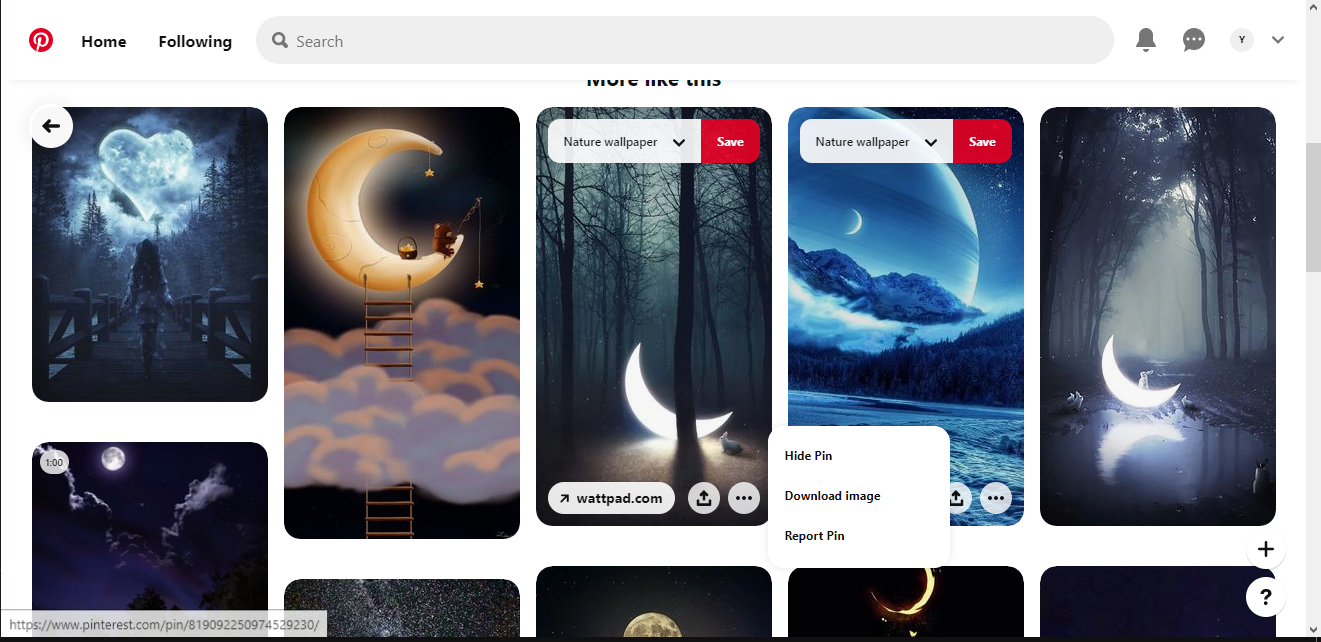 Home
Following
Search
Y
More like this
Nature wallpaper
Save
Nature wallpaper
Save
1:00
wattpad.com
Hide Pin
Download image
Report Pin
?
https://www.pinterest.com/pin/819092250974529230/